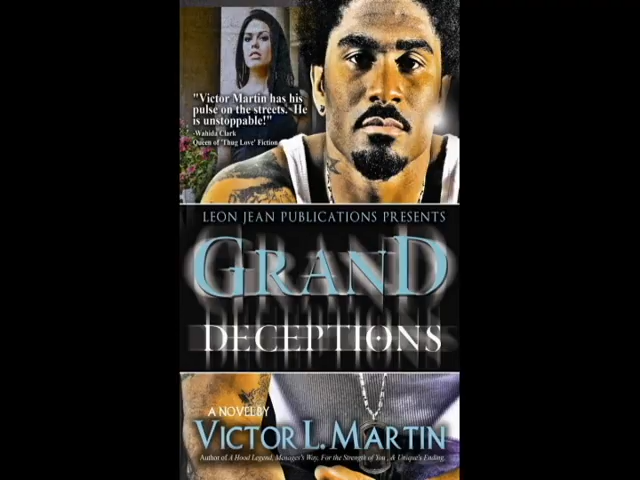 "Victor Martin has his
pulse on the streets. He
is unstoppable!"
-Wahida Clark
Queen of 'Thug Love' Fiction
LEON JEAN PUBLICATIONS PRESENTS
GRAND
DECEPTIONS
A NOVEL BY
VICTOR L. MARTIN
Author of A Hood Legend, Menage's Way, For the Strength of You , & Unique's Ending.